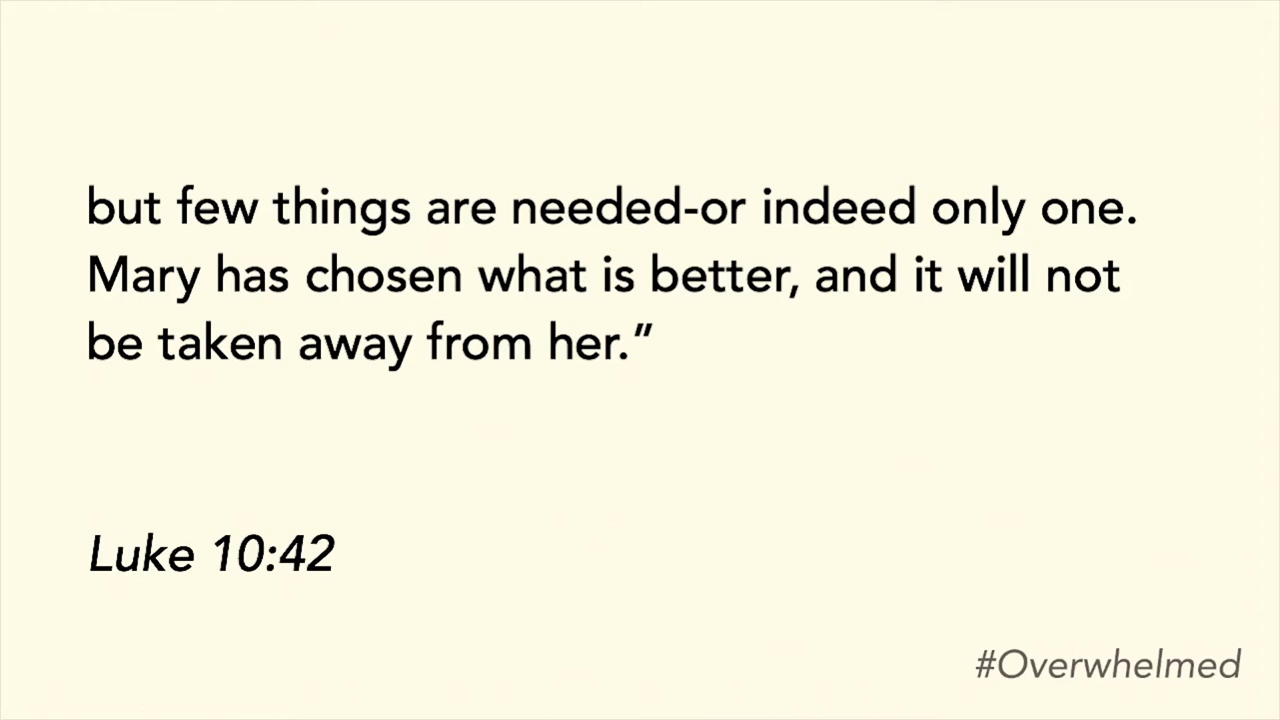 but few things are needed-or indeed only one.
Mary has chosen what is better, and it will not
be taken away from her.”
Luke 10:42
#Overwhelmed